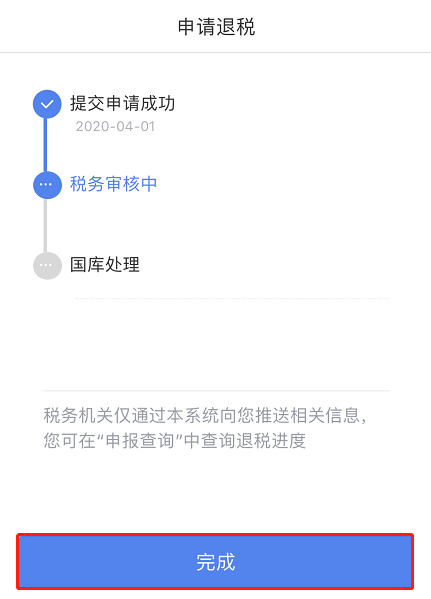 申请退税
提交申请成功
2020-04-01
税务审核中
国库处理
税务机关仅通过本系统向您推送相关信息，
您可在“申报查询”中查询退税进度
完成